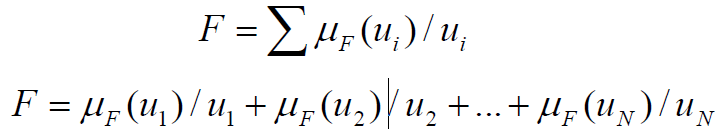 F = ∑ μ_F(u_i)/u_i
F = μ_F(u_1)/u_1 + μ_F(u_2)/u_2 + ... + μ_F(u_N)/u_N